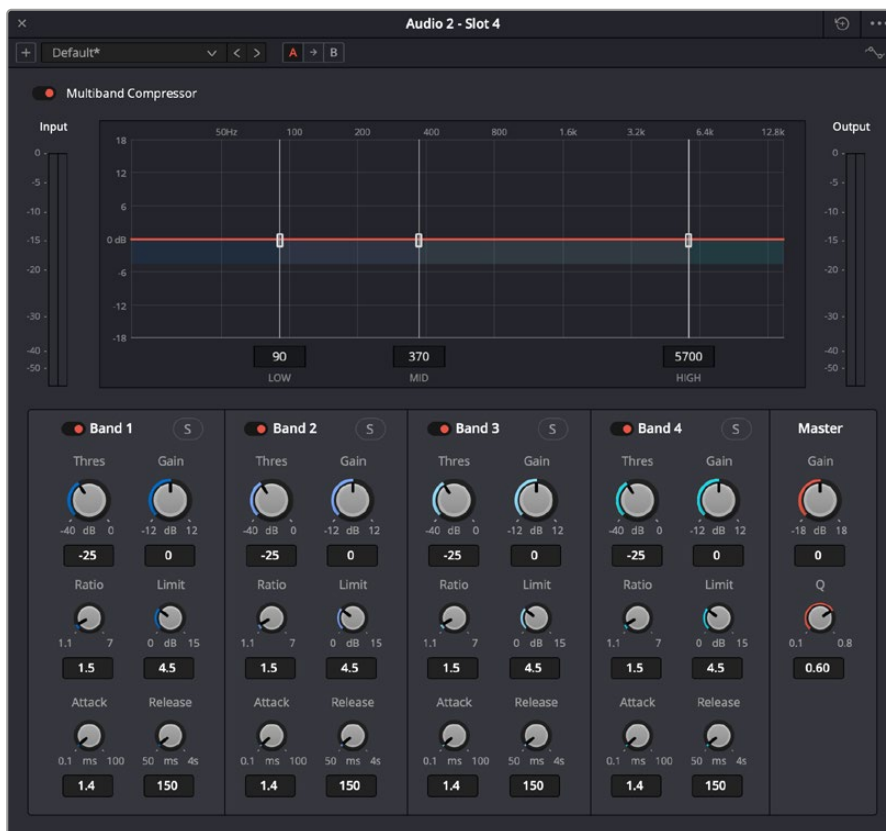 Audio 2 - Slot 4
Default*
A
B
Multiband Compressor
Input
Output
50Hz 100 200 400 800 1.6k 3.2k 6.4k 12.8k
18
12
6
0 dB
-6
-12
-18
0
-5
-10
-15
-20
-30
-40
-50
0
-5
-10
-15
-20
-30
-40
-50
90 370 5700
LOW MID HIGH
Band 1 S
Thres Gain
-40 dB 0 -12 dB 12
-25 0
Ratio Limit
1.1 7 0 dB 15
1.5 4.5
Attack Release
0.1 ms 100 50 ms 4s
1.4 150
Band 2 S
Thres Gain
-40 dB 0 -12 dB 12
-25 0
Ratio Limit
1.1 7 0 dB 15
1.5 4.5
Attack Release
0.1 ms 100 50 ms 4s
1.4 150
Band 3 S
Thres Gain
-40 dB 0 -12 dB 12
-25 0
Ratio Limit
1.1 7 0 dB 15
1.5 4.5
Attack Release
0.1 ms 100 50 ms 4s
1.4 150
Band 4 S
Thres Gain
-40 dB 0 -12 dB 12
-25 0
Ratio Limit
1.1 7 0 dB 15
1.5 4.5
Attack Release
0.1 ms 100 50 ms 4s
1.4 150
Master
Gain
-18 dB 18
0
Q
0.1 0.8
0.60